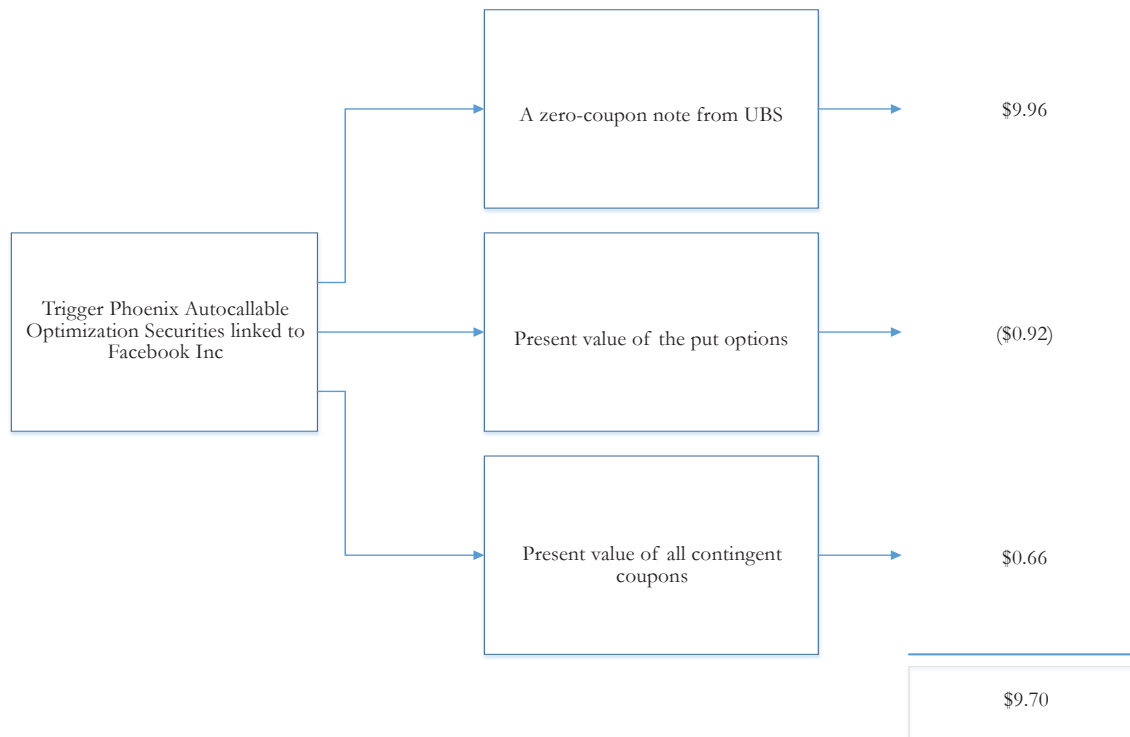 A zero-coupon note from UBS
$9.96
Trigger Phoenix Autocallable
Optimization Securities linked to
Facebook Inc
Present value of the put options
($0.92)
Present value of all contingent
coupons
$0.66
$9.70